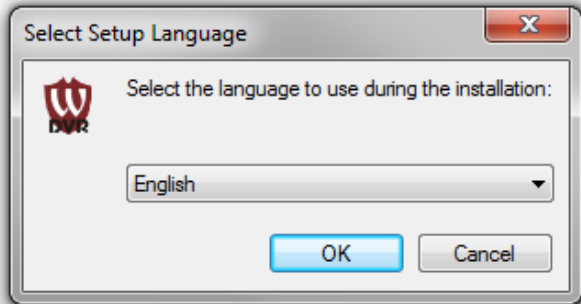 Select Setup Language
W
DVR
Select the language to use during the installation:
English
OK
Cancel